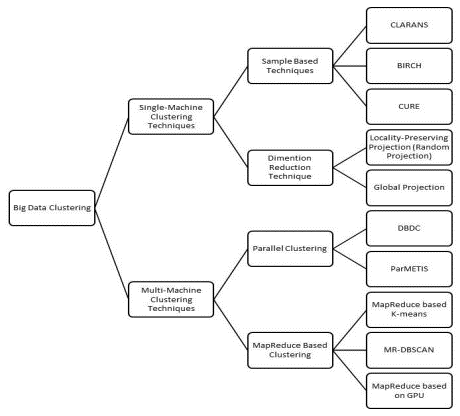 CLARANS
Sample Based
Techniques
BIRCH
Single-Machine
Clustering
Techniques
CURE
Dimention
Reduction
Technique
Locality-Preserving
Projection (Random
Projection)
Global Projection
Big Data Clustering
Parallel Clustering
DBDC
ParMETIS
Multi-Machine
Clustering
Techniques
MapReduce Based
Clustering
MapReduce based
K-means
MR-DBSCAN
MapReduce based
on GPU